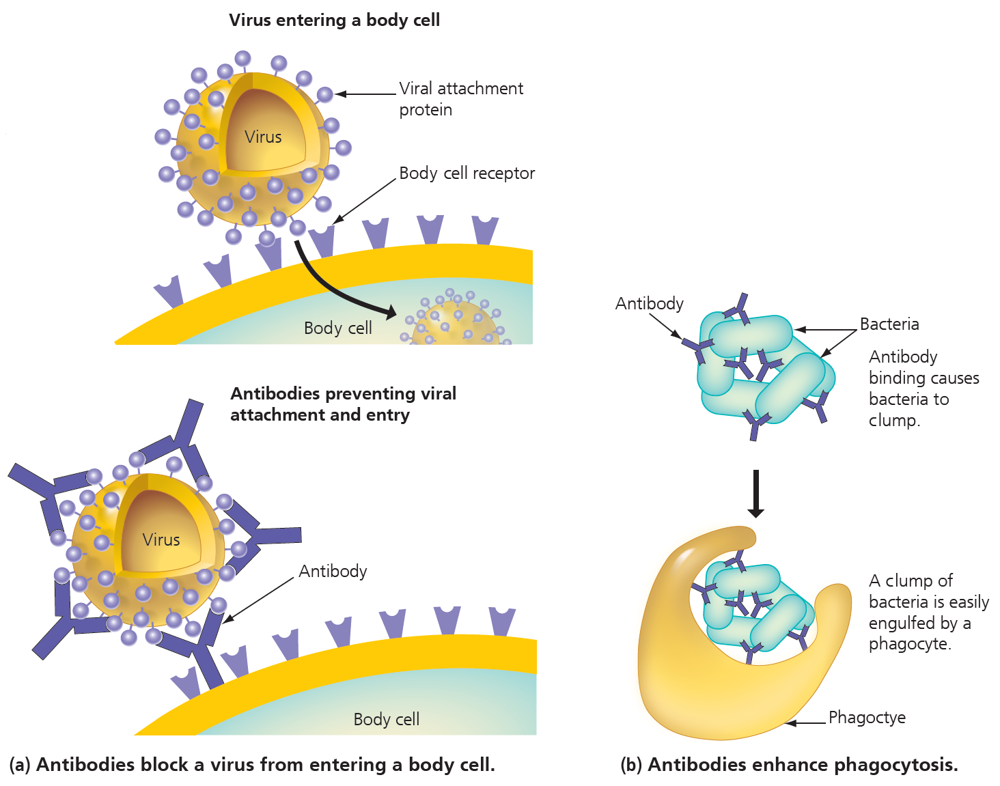 Virus entering a body cell
Viral attachment
protein
Virus
Body cell receptor
Body cell
Antibodies preventing viral
attachment and entry
Virus
Antibody
Body cell
(a) Antibodies block a virus from entering a body cell.
Antibody
Bacteria
Antibody
binding causes
bacteria to
clump.
A clump of
bacteria is easily
engulfed by a
phagocyte.
Phagoctye
(b) Antibodies enhance phagocytosis.